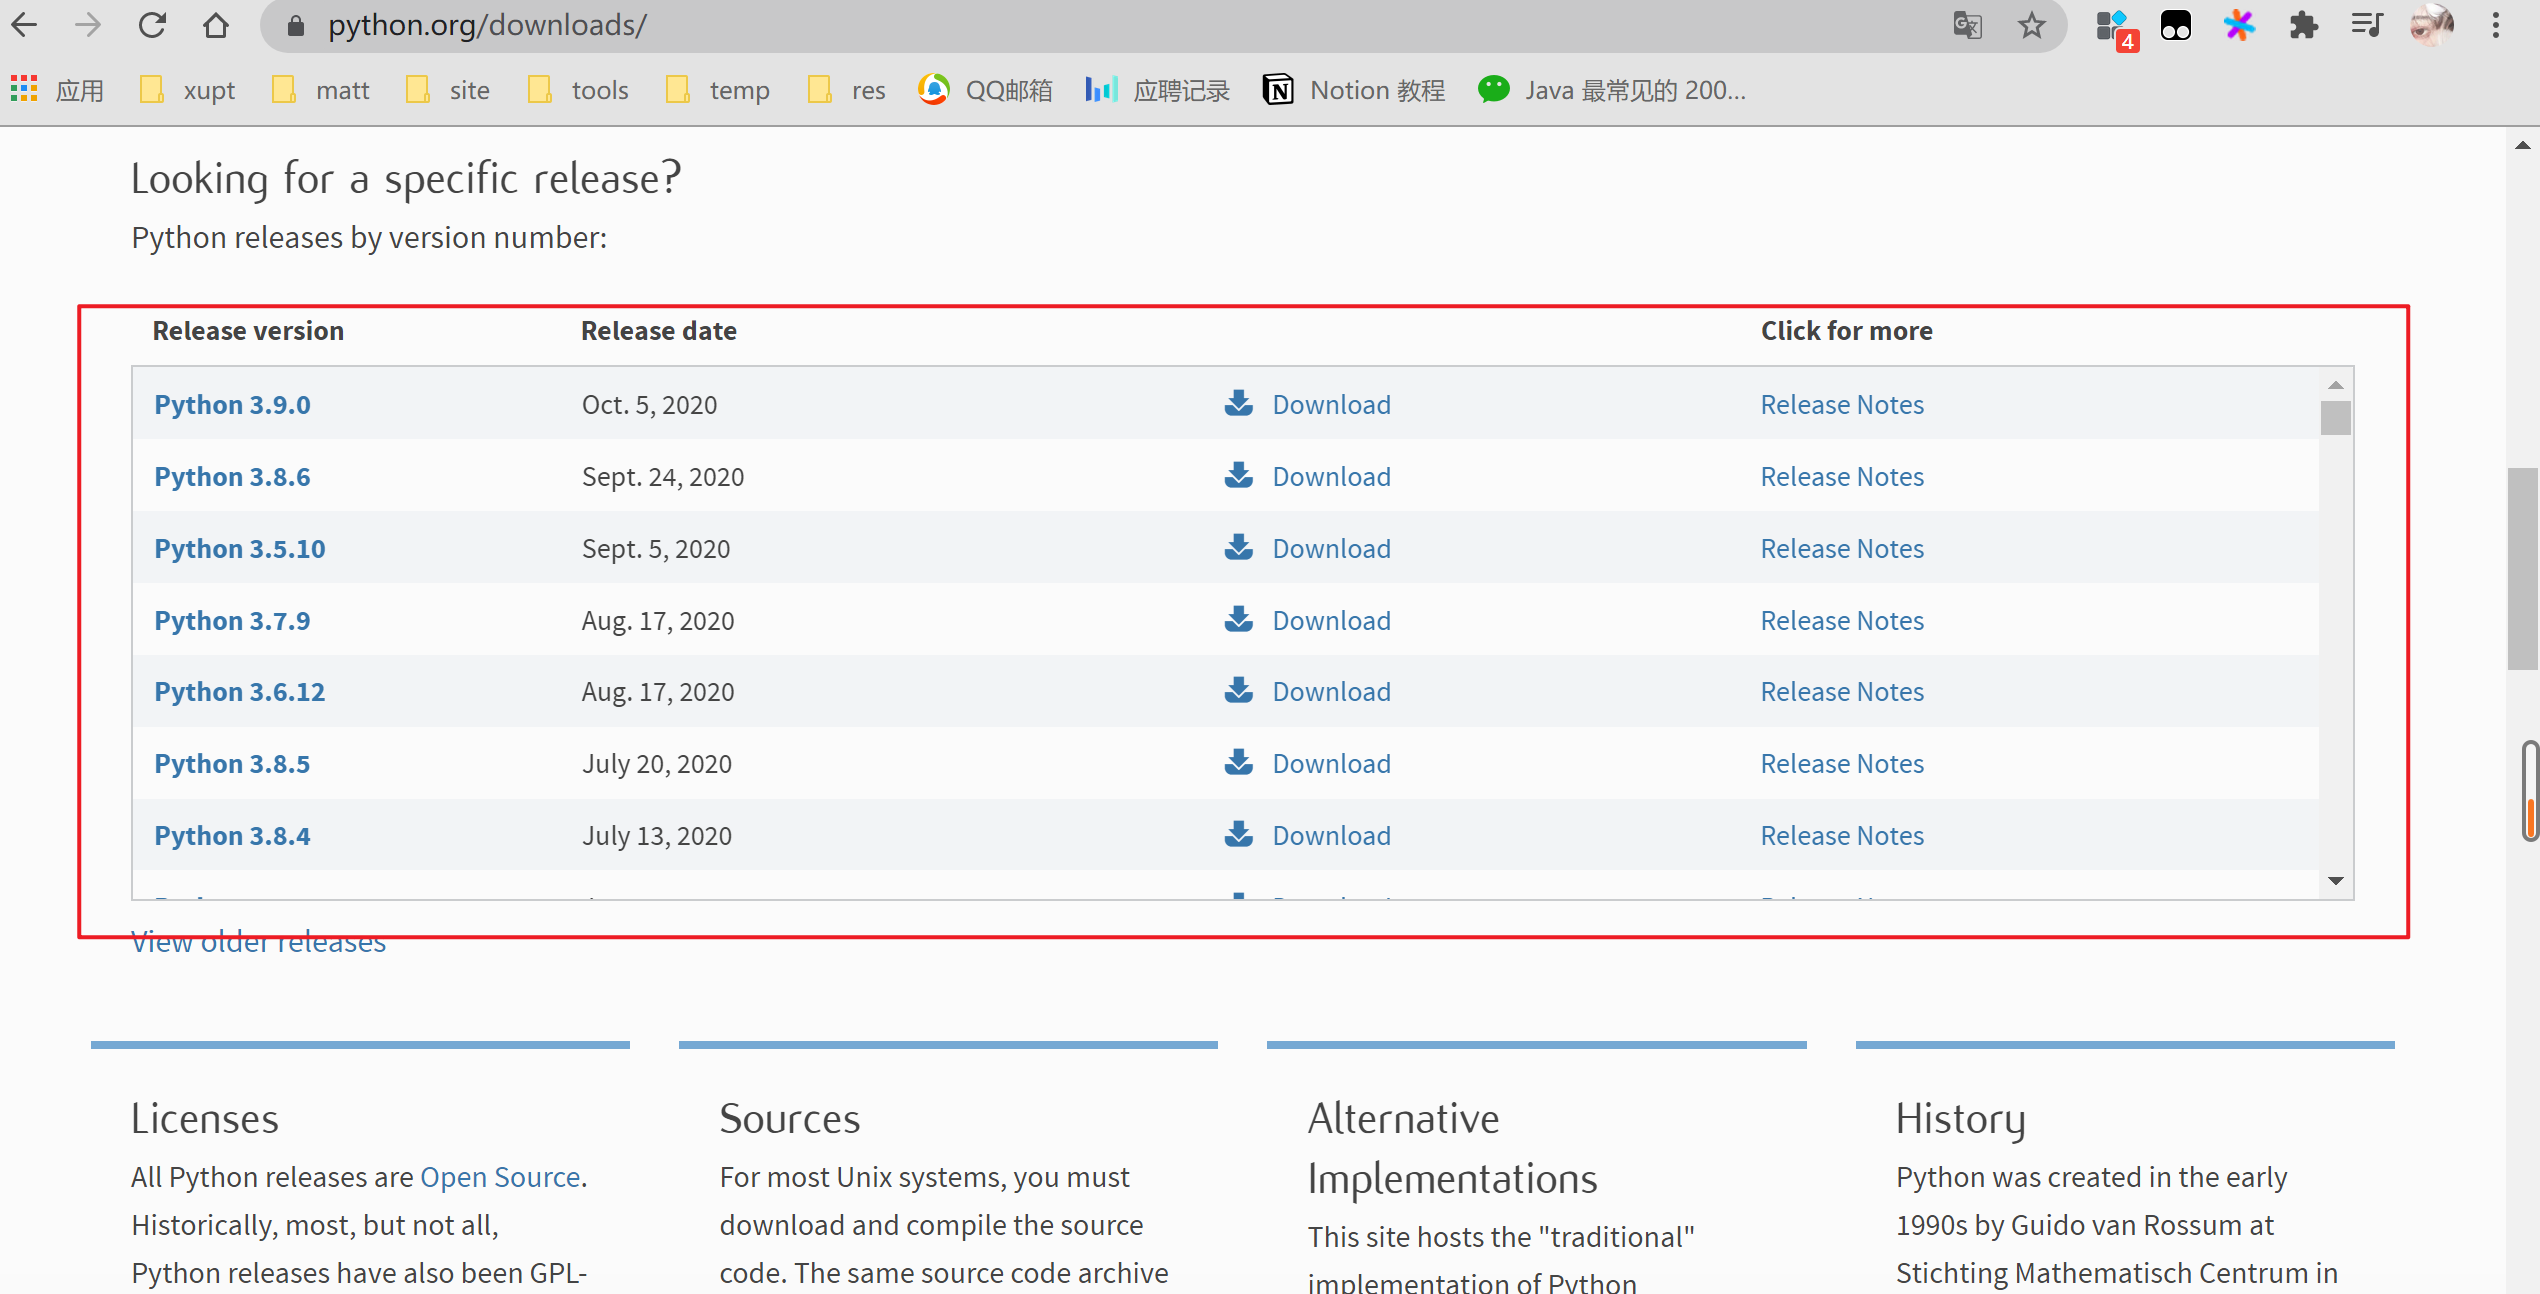 python.org/downloads/
4
应用 xupt matt site tools temp res QQ邮箱 应聘记录 Notion 教程 Java 最常见的 200...
Looking for a specific release?
Python releases by version number:
Release version Release date Click for more
Python 3.9.0 Oct. 5, 2020 Download Release Notes
Python 3.8.6 Sept. 24, 2020 Download Release Notes
Python 3.5.10 Sept. 5, 2020 Download Release Notes
Python 3.7.9 Aug. 17, 2020 Download Release Notes
Python 3.6.12 Aug. 17, 2020 Download Release Notes
Python 3.8.5 July 20, 2020 Download Release Notes
Python 3.8.4 July 13, 2020 Download Release Notes
View older releases
Licenses
All Python releases are Open Source.
Historically, most, but not all,
Python releases have also been GPL-
Sources
For most Unix systems, you must
download and compile the source
code. The same source code archive
Alternative
Implementations
This site hosts the "traditional"
implementation of Python
History
Python was created in the early
1990s by Guido van Rossum at
Stichting Mathematisch Centrum in